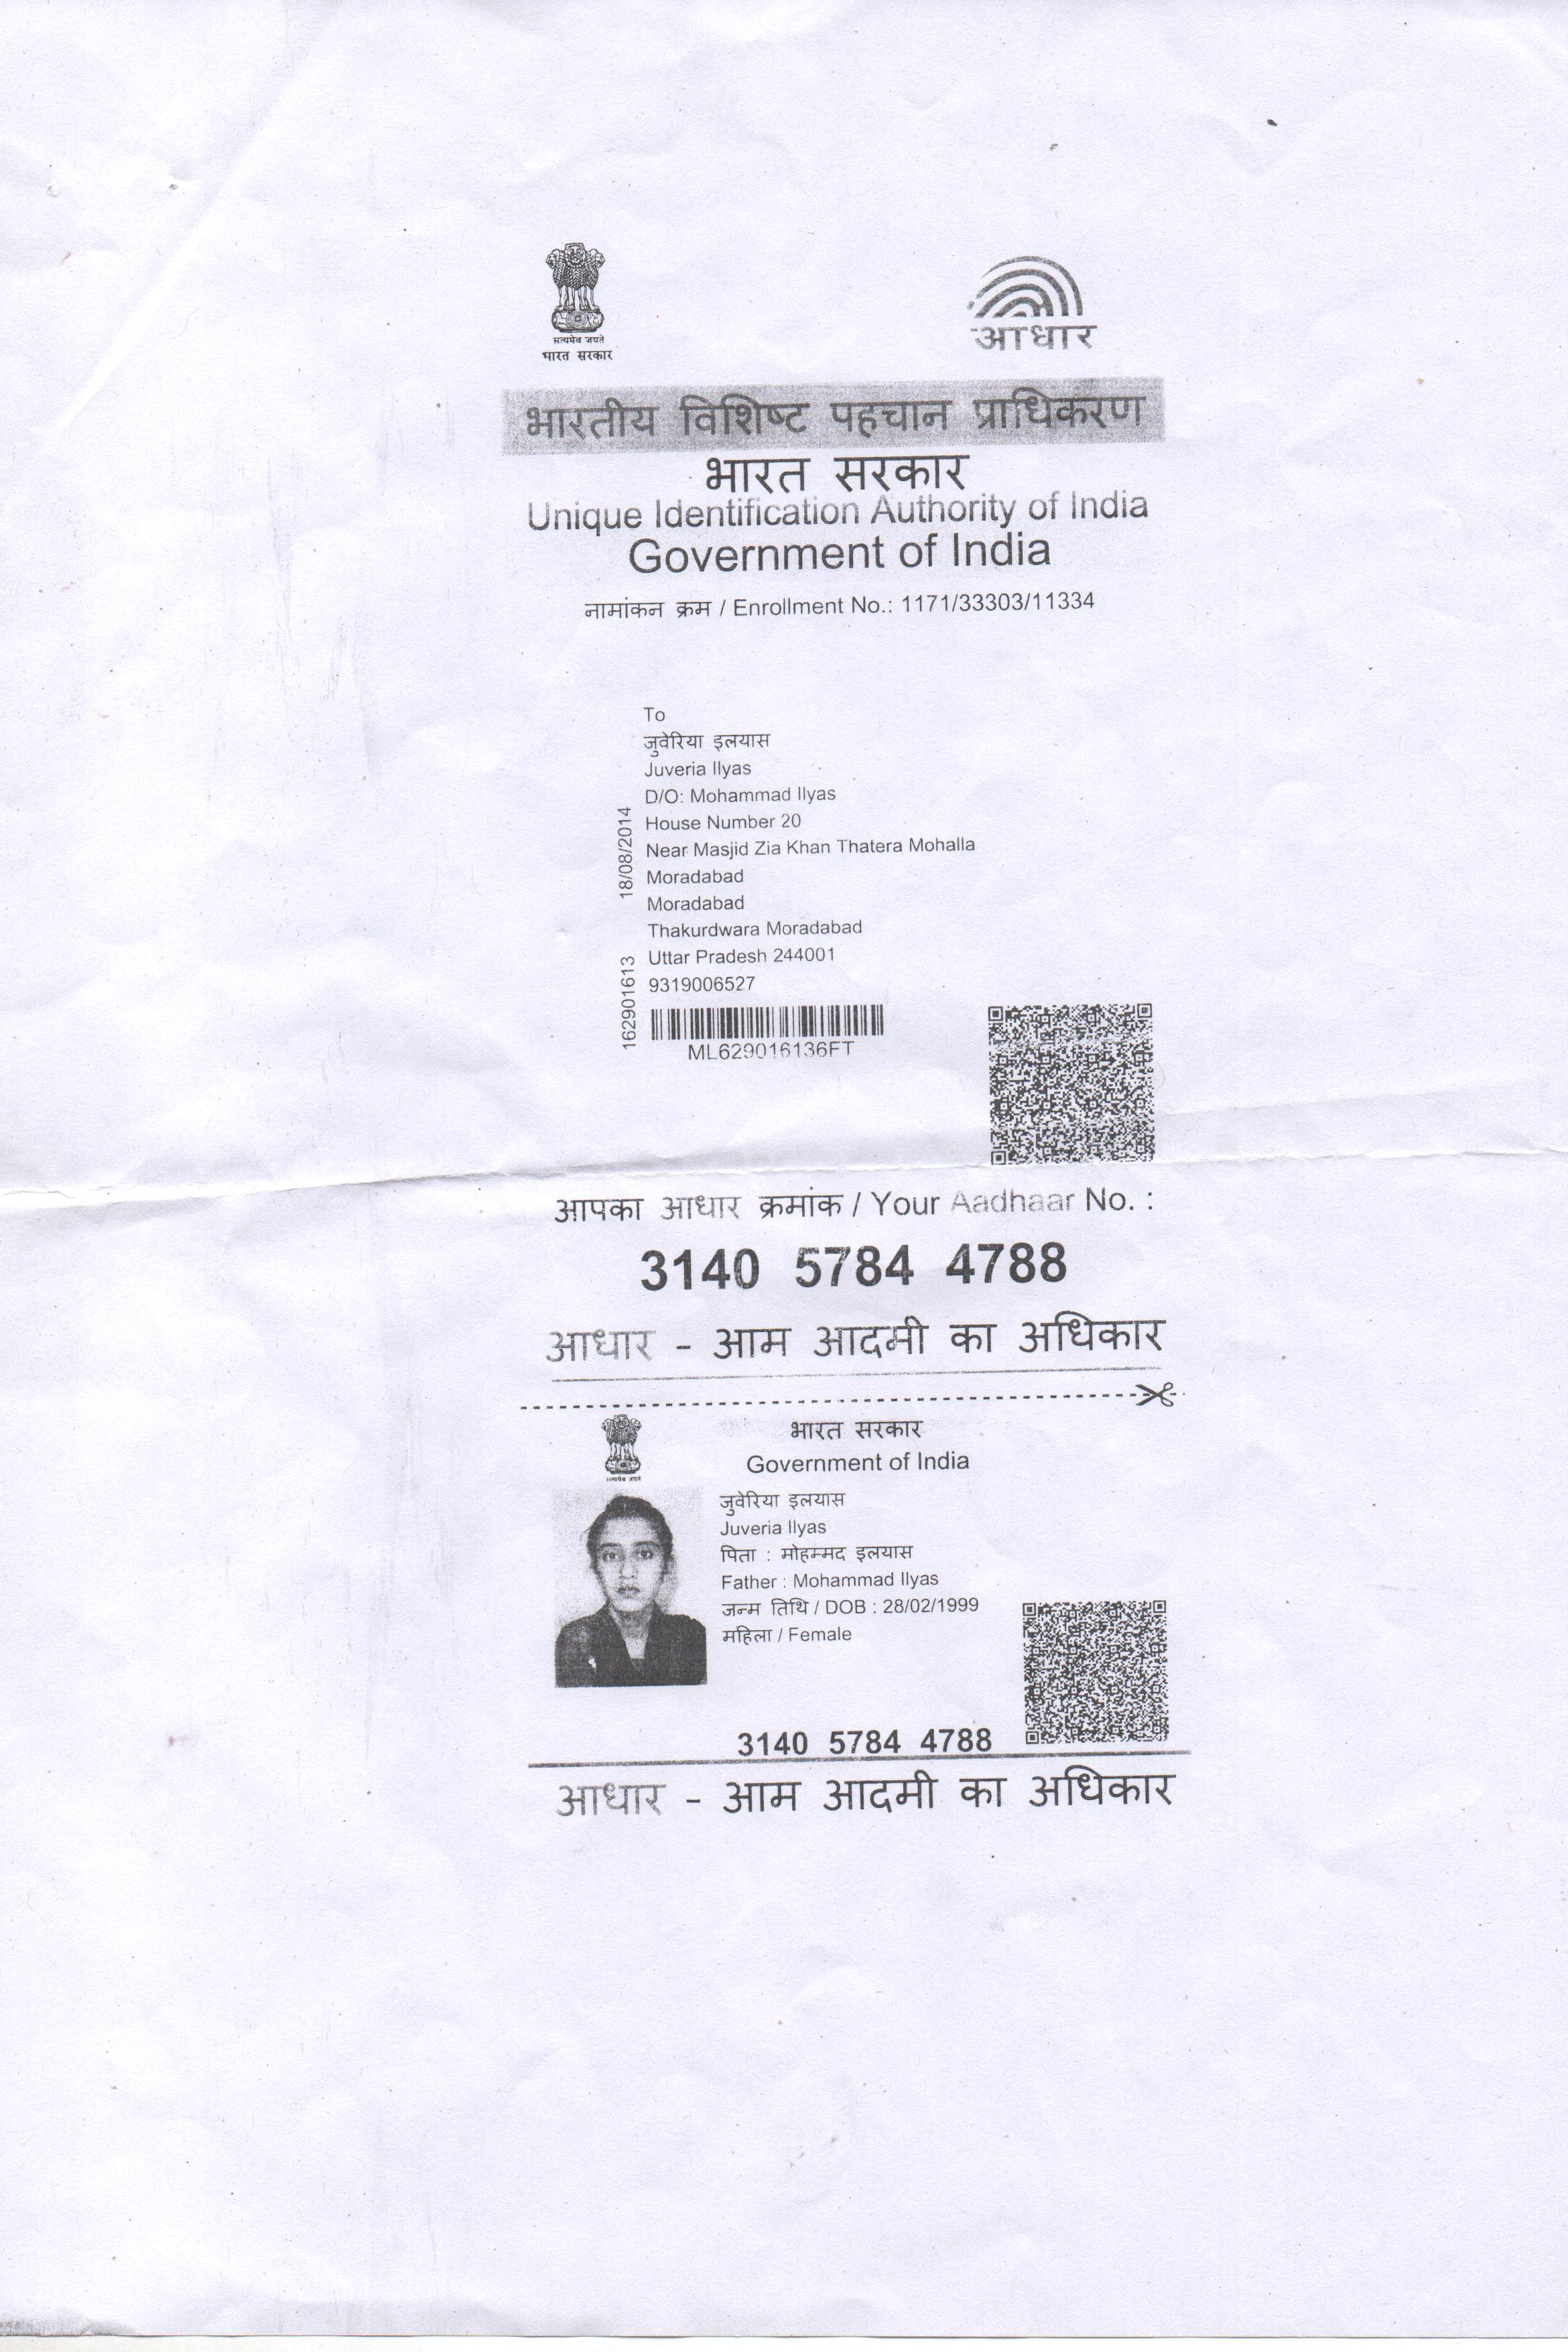 सत्यमेव जयते
भारत सरकार
आधार
भारतीय विशिष्ट पहचान प्राधिकरण
भारत सरकार
Unique Identification Authority of India
Government of India
नामांकन क्रम / Enrollment No.: 1171/33303/11334
To
जुवेरिया इलयास
Juveria Ilyas
D/O: Mohammad Ilyas
House Number 20
Near Masjid Zia Khan Thatera Mohalla
Moradabad
Moradabad
Thakurdwara Moradabad
Uttar Pradesh 244001
9319006527
18/08/2014
162901613
ML629016136FT
आपका आधार क्रमांक / Your Aadhaar No. :
3140 5784 4788
आधार - आम आदमी का अधिकार
सत्यमेव जयते
भारत सरकार
Government of India
जुवेरिया इलयास
Juveria Ilyas
पिता : मोहम्मद इलयास
Father : Mohammad Ilyas
जन्म तिथि / DOB : 28/02/1999
महिला / Female
3140 5784 4788
आधार - आम आदमी का अधिकार